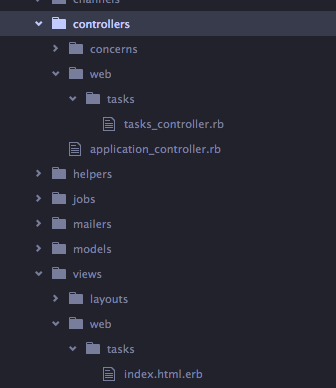 channels
controllers
concerns
web
tasks
tasks_controller.rb
application_controller.rb
helpers
jobs
mailers
models
views
layouts
web
tasks
index.html.erb